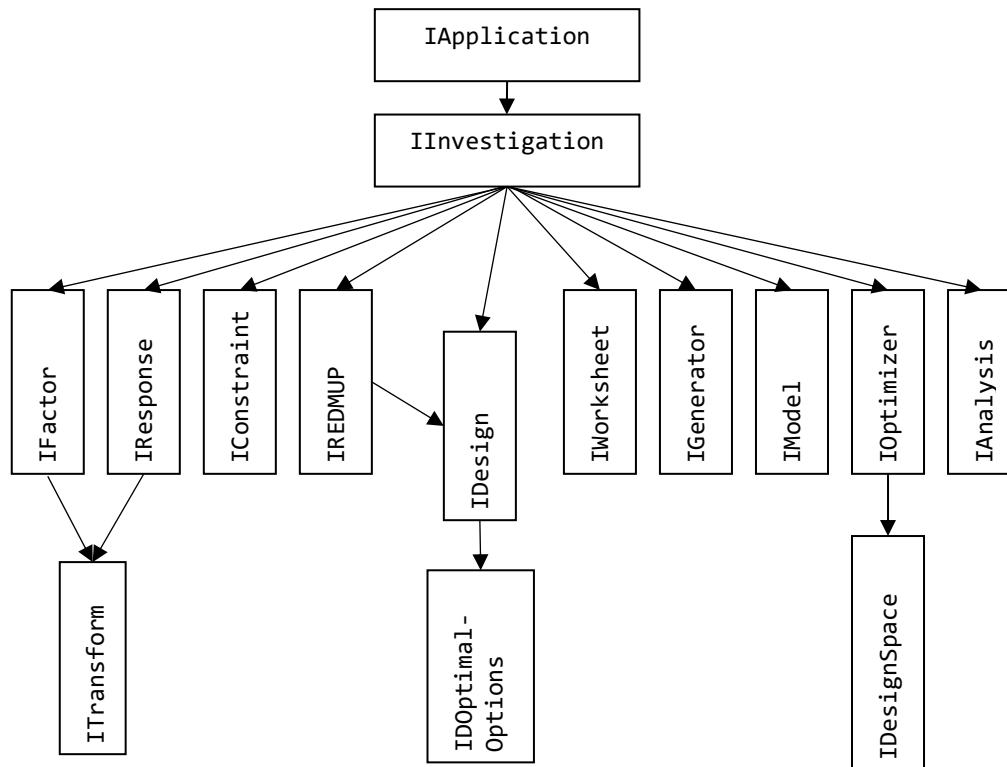 IApplication
IInvestigation
IFactor
IResponse
IConstraint
IREDMUP
IDesign
IWorksheet
IGenerator
IModel
IOptimizer
IAnalysis
ITransform
IDOptimal-
Options
IDesignSpace